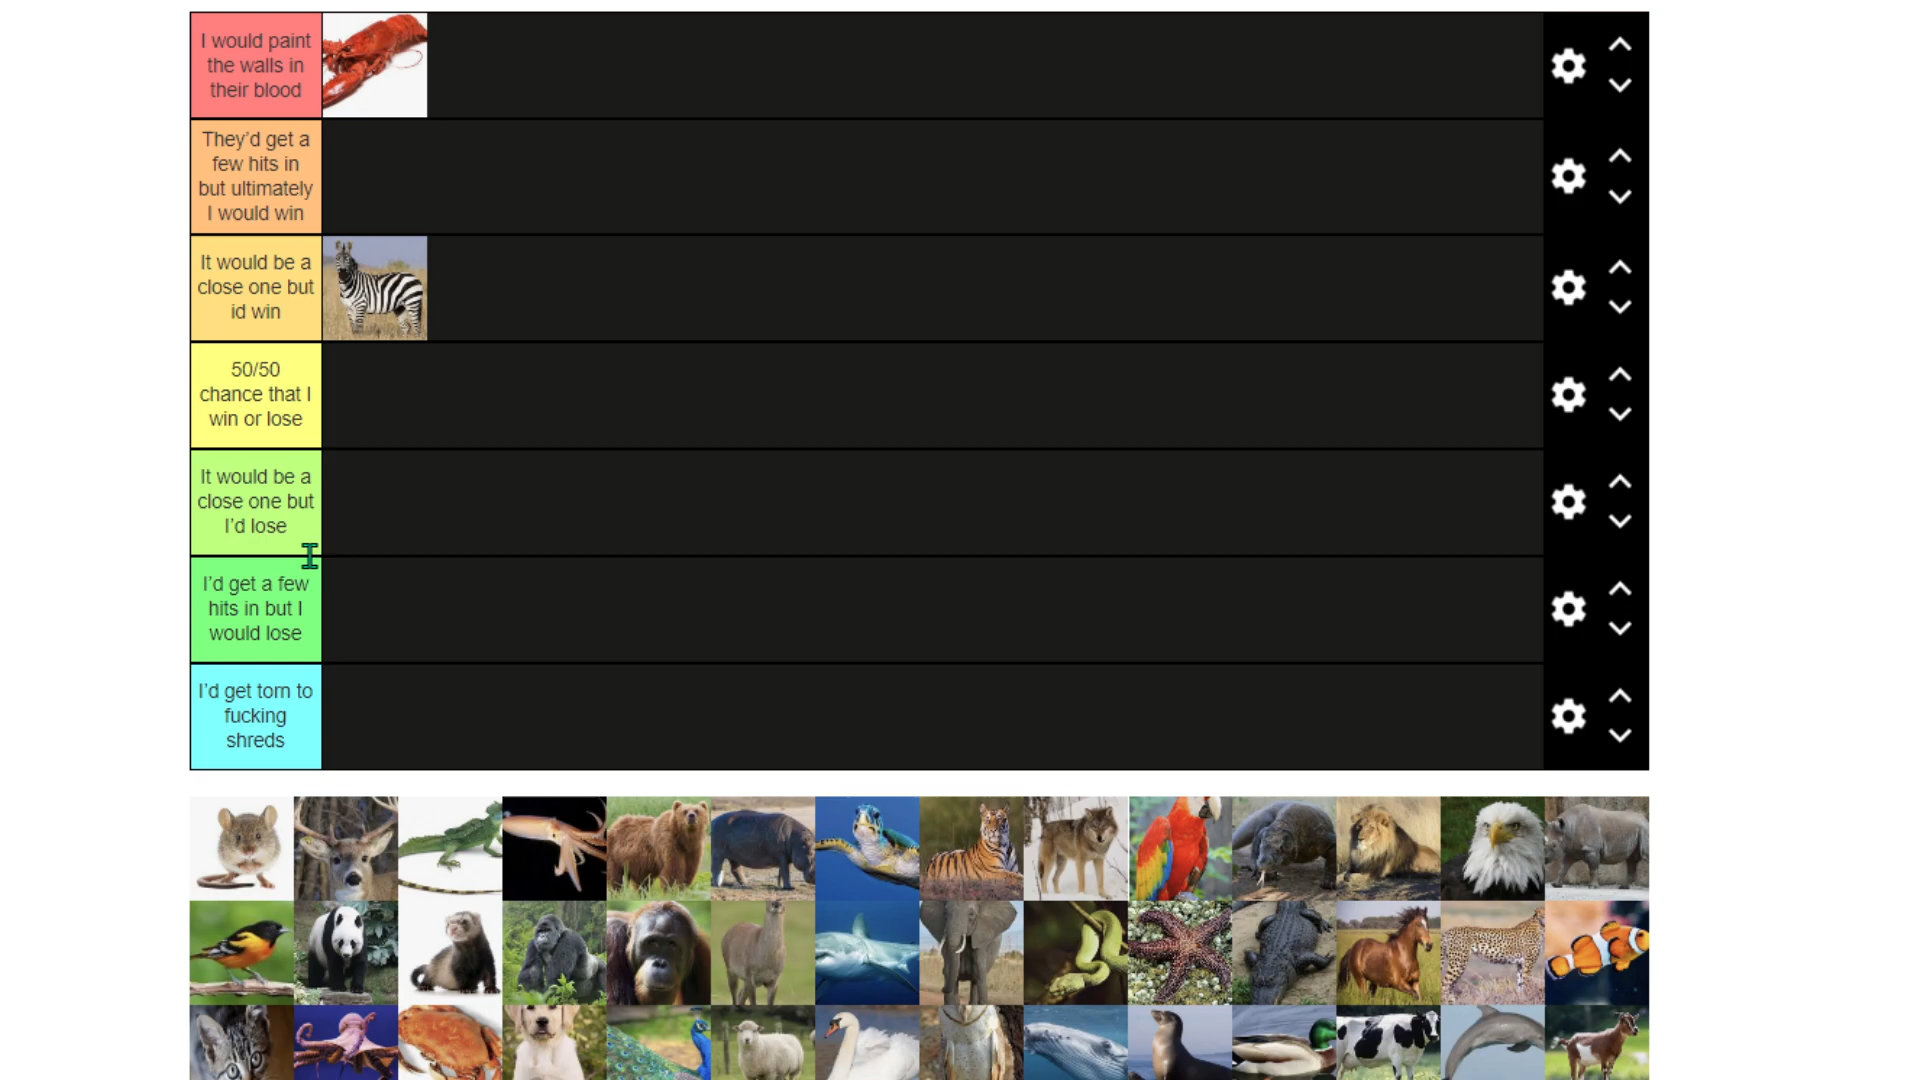 I would paint
the walls in
their blood
They’d get a
few hits in
but ultimately
I would win
It would be a
close one but
id win
50/50
chance that I
win or lose
It would be a
close one but
I’d lose
I’d get a few
hits in but I
would lose
I’d get torn to
fucking
shreds